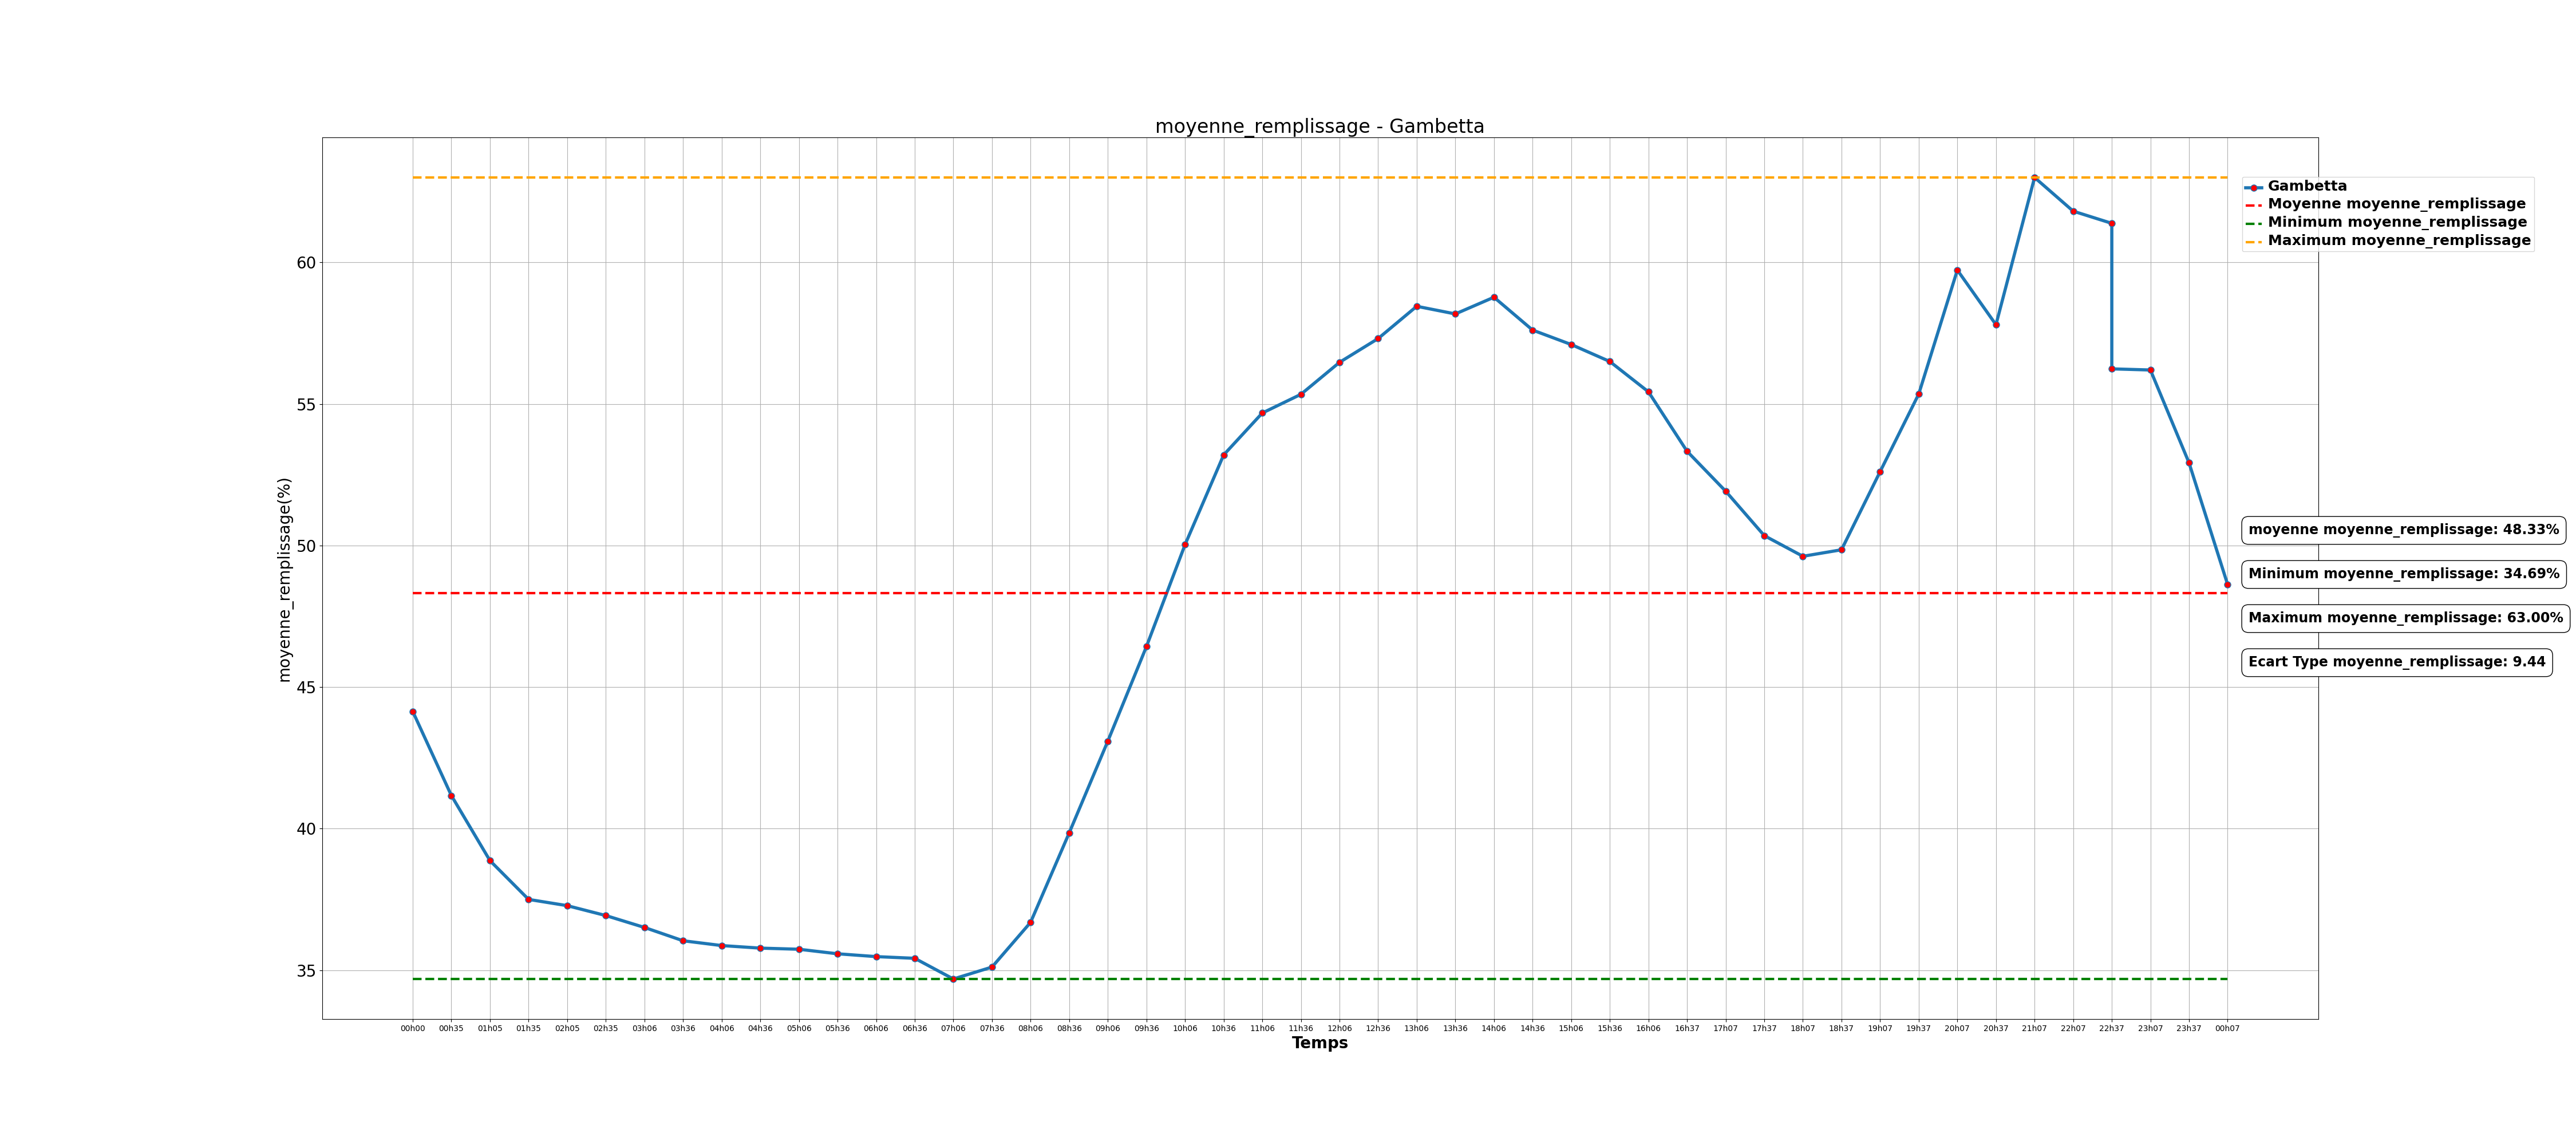 moyenne_remplissage - Gambetta
Gambetta
Moyenne moyenne_remplissage
Minimum moyenne_remplissage
Maximum moyenne_remplissage
60
55
50
45
40
35
moyenne_remplissage(%)
moyenne moyenne_remplissage: 48.33%
Minimum moyenne_remplissage: 34.69%
Maximum moyenne_remplissage: 63.00%
Ecart Type moyenne_remplissage: 9.44
00h00 00h35 01h05 01h35 02h05 02h35 03h06 03h36 04h06 04h36 05h06 05h36 06h06 06h36 07h06 07h36 08h06 08h36 09h06 09h36 10h06 10h36 11h06 11h36 12h06 12h36 13h06 13h36 14h06 14h36 15h06 15h36 16h06 16h37 17h07 17h37 18h07 18h37 19h07 19h37 20h07 20h37 21h07 22h07 22h37 23h07 23h37 00h07
Temps